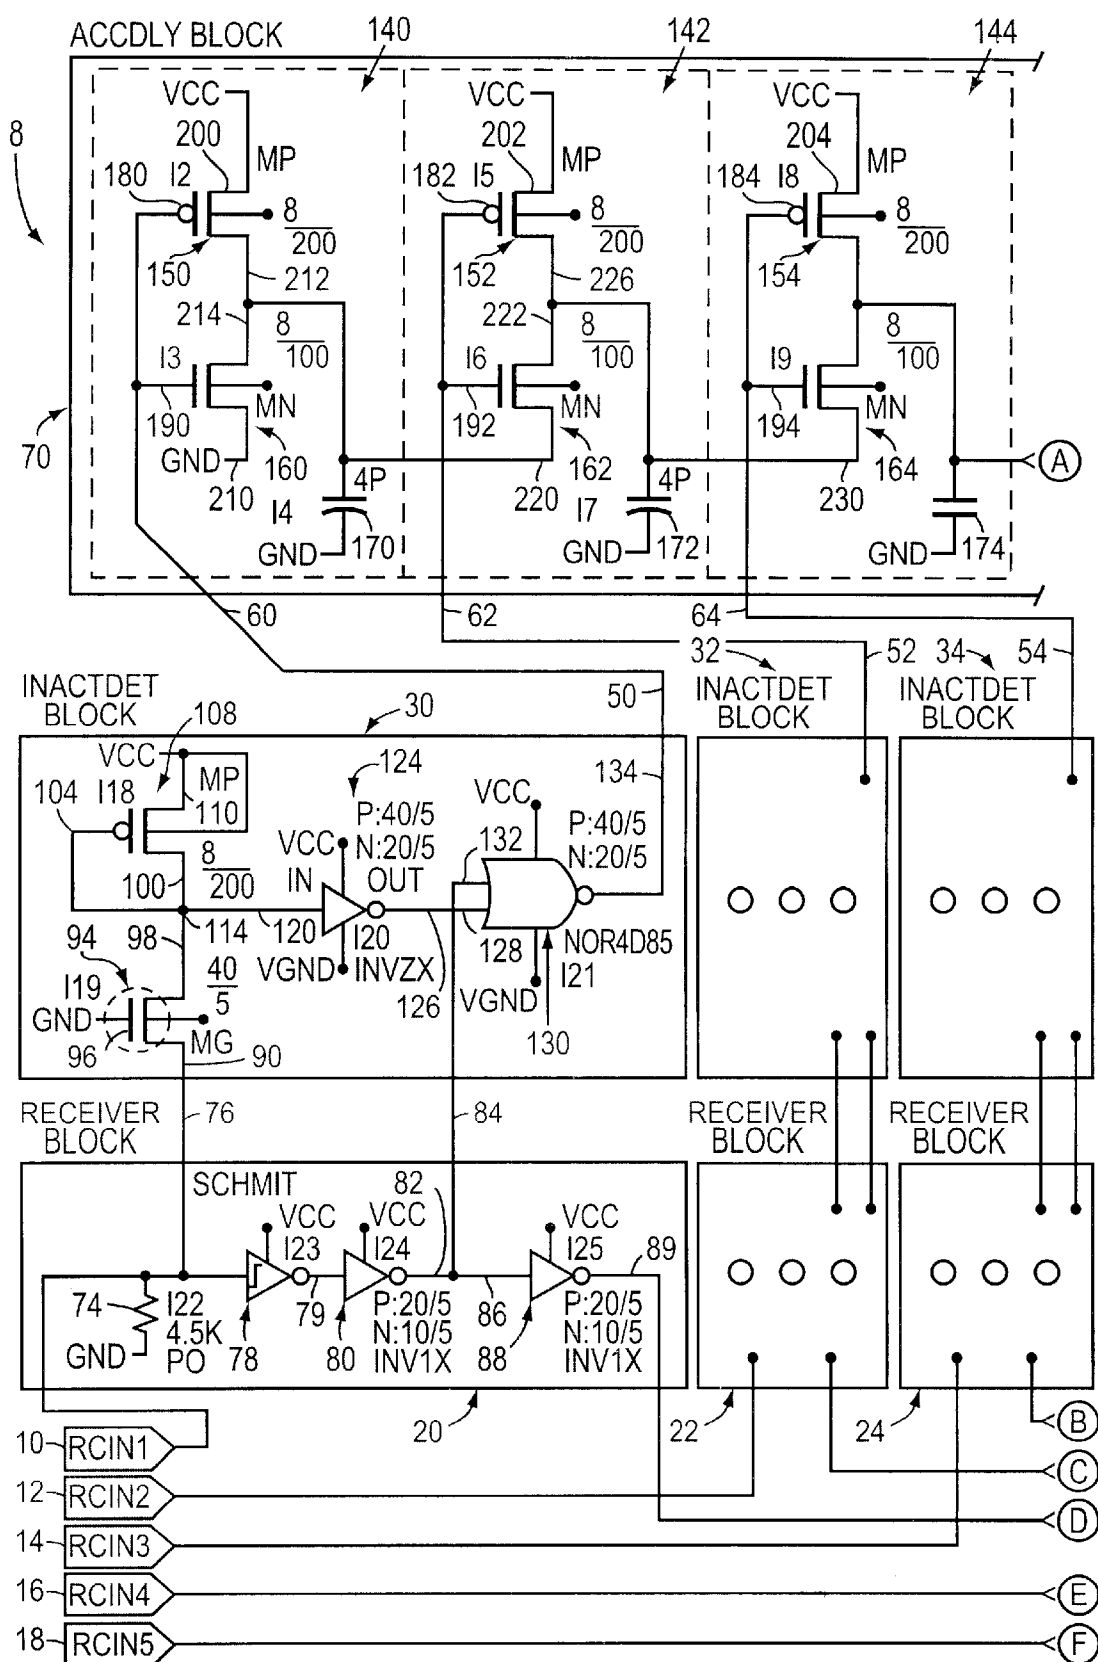 ACCDLY BLOCK
140
142
144
8
VCC
200
I2
MP
180
8
200
150
212
214
8
100
I3
190
MN
GND
160
210
4P
I4
170
GND
VCC
202
I5
MP
182
8
200
152
226
222
8
100
I6
192
MN
162
220
4P
I7
172
GND
VCC
204
I8
MP
184
8
200
154
8
100
I9
194
MN
164
230
174
GND
A
70
60
62
64
52
54
50
32
34
INACTDET
BLOCK
30
INACTDET
BLOCK
INACTDET
BLOCK
VCC
108
MP
104
I18
110
8
200
100
114
98
94
40
5
I19
GND
96
MG
90
124
P:40/5
N:20/5
VCC
IN
OUT
120
I20
VGND
INVZX
126
132
128
VCC
134
P:40/5
N:20/5
NOR4D85
I21
VGND
130
RECEIVER
BLOCK
76
84
RECEIVER
BLOCK
RECEIVER
BLOCK
SCHMIT
82
VCC
I23
VCC
I24
VCC
I25
89
74
I22
4.5K
PO
GND
78
79
80
P:20/5
N:10/5
INV1X
86
88
P:20/5
N:10/5
INV1X
20
22
24
10
RCIN1
B
12
RCIN2
C
14
RCIN3
D
16
RCIN4
E
18
RCIN5
F